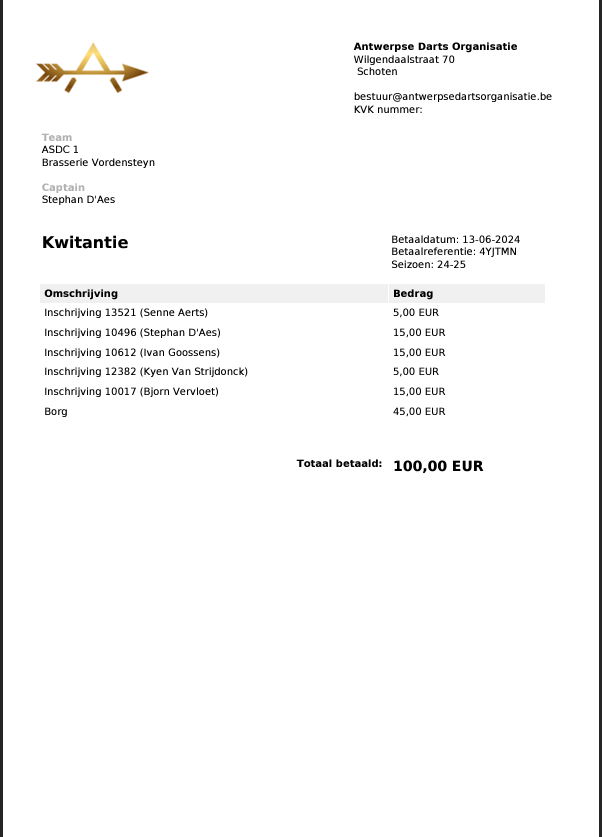 Antwerpse Darts Organisatie
Wilgendaalstraat 70
Schoten
bestuur@antwerpsedartsorganisatie.be
KVK nummer:
Team
ASDC 1
Brasserie Vordensteyn
Captain
Stephan D'Aes
Kwitantie
Betaaldatum: 13-06-2024
Betaalreferentie: 4YJTMN
Seizoen: 24-25
Omschrijving Bedrag
Inschrijving 13521 (Senne Aerts) 5,00 EUR
Inschrijving 10496 (Stephan D'Aes) 15,00 EUR
Inschrijving 10612 (Ivan Goossens) 15,00 EUR
Inschrijving 12382 (Kyen Van Strijdonck) 5,00 EUR
Inschrijving 10017 (Bjorn Vervloet) 15,00 EUR
Borg 45,00 EUR
Totaal betaald: 100,00 EUR